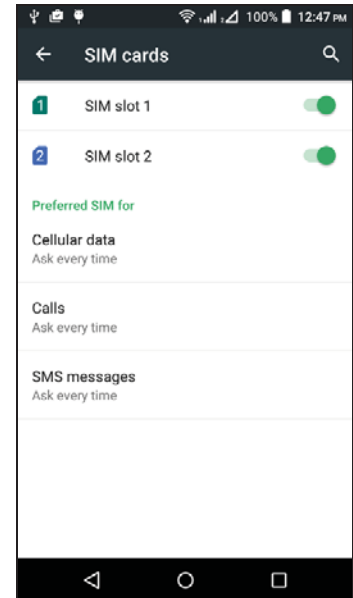 100% 12:47 PM
SIM cards
1 SIM slot 1
2 SIM slot 2
Preferred SIM for
Cellular data
Ask every time
Calls
Ask every time
SMS messages
Ask every time